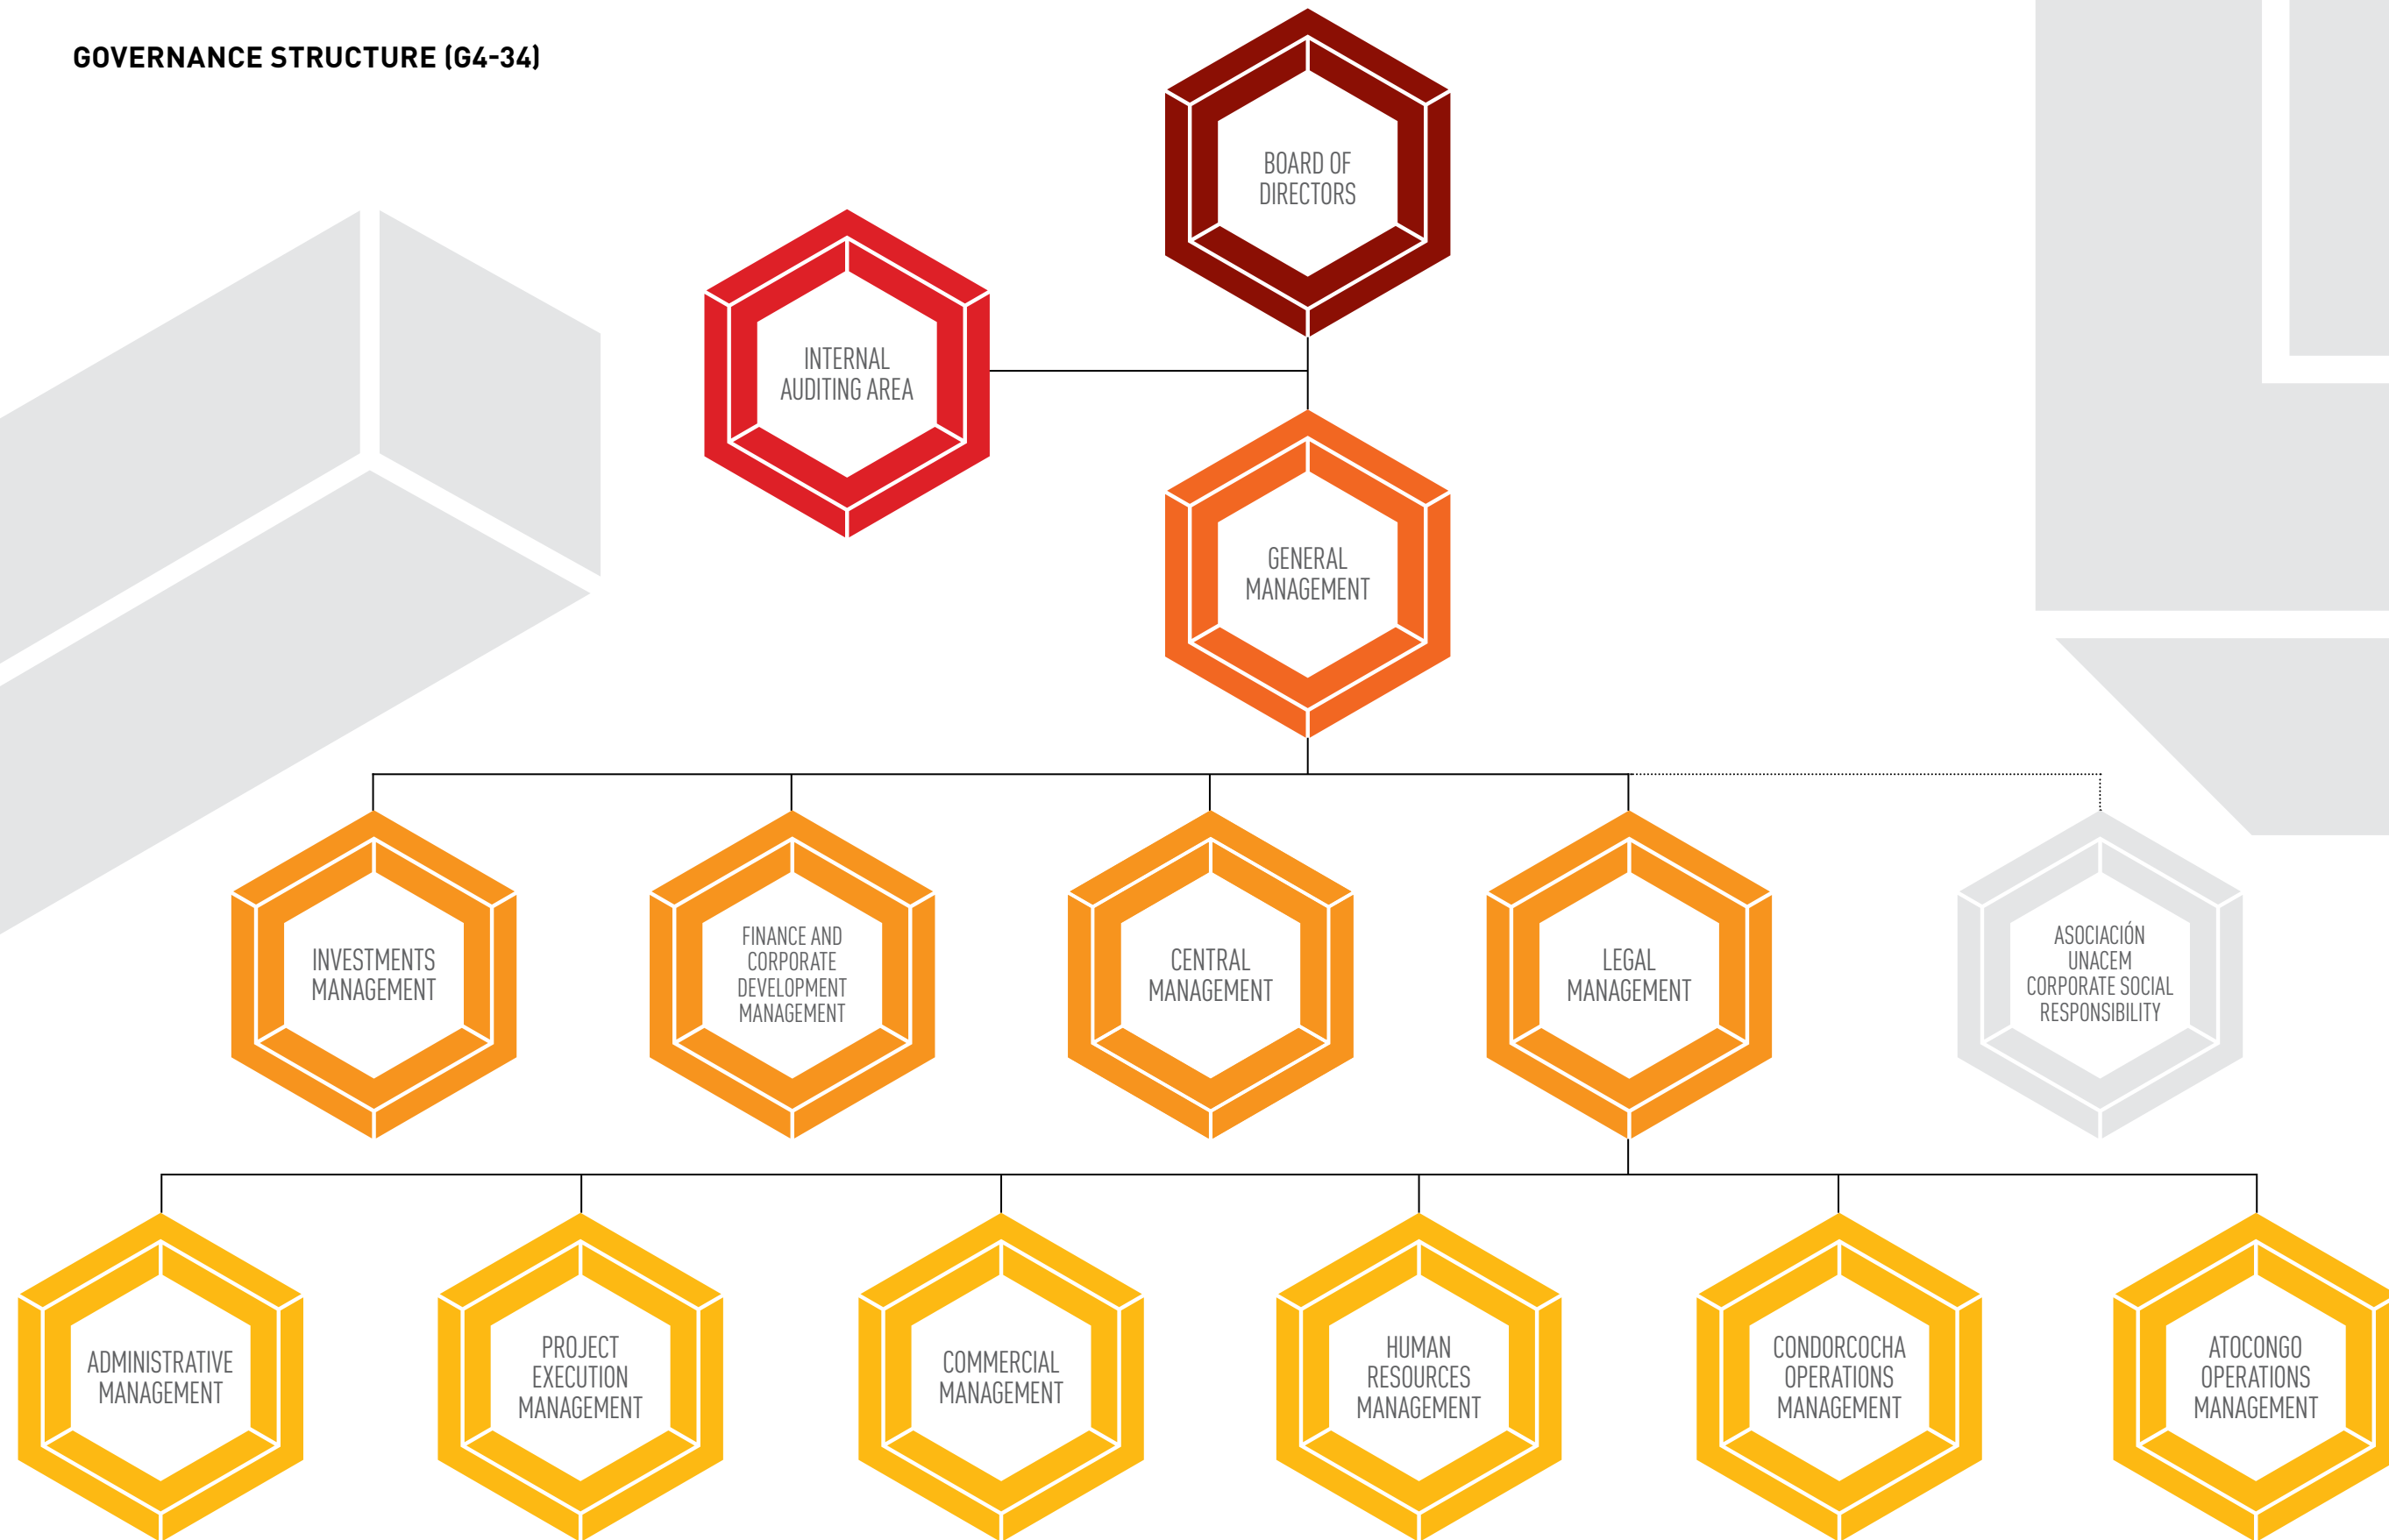 GOVERNANCE STRUCTURE (G4-34)
BOARD OF
DIRECTORS
INTERNAL
AUDITING AREA
GENERAL
MANAGEMENT
INVESTMENTS
MANAGEMENT
FINANCE AND
CORPORATE
DEVELOPMENT
MANAGEMENT
CENTRAL
MANAGEMENT
LEGAL
MANAGEMENT
ASOCIACIÓN
UNACEM
CORPORATE SOCIAL
RESPONSIBILITY
ADMINISTRATIVE
MANAGEMENT
PROJECT
EXECUTION
MANAGEMENT
COMMERCIAL
MANAGEMENT
HUMAN
RESOURCES
MANAGEMENT
CONDORCOCHA
OPERATIONS
MANAGEMENT
ATOCONGO
OPERATIONS
MANAGEMENT